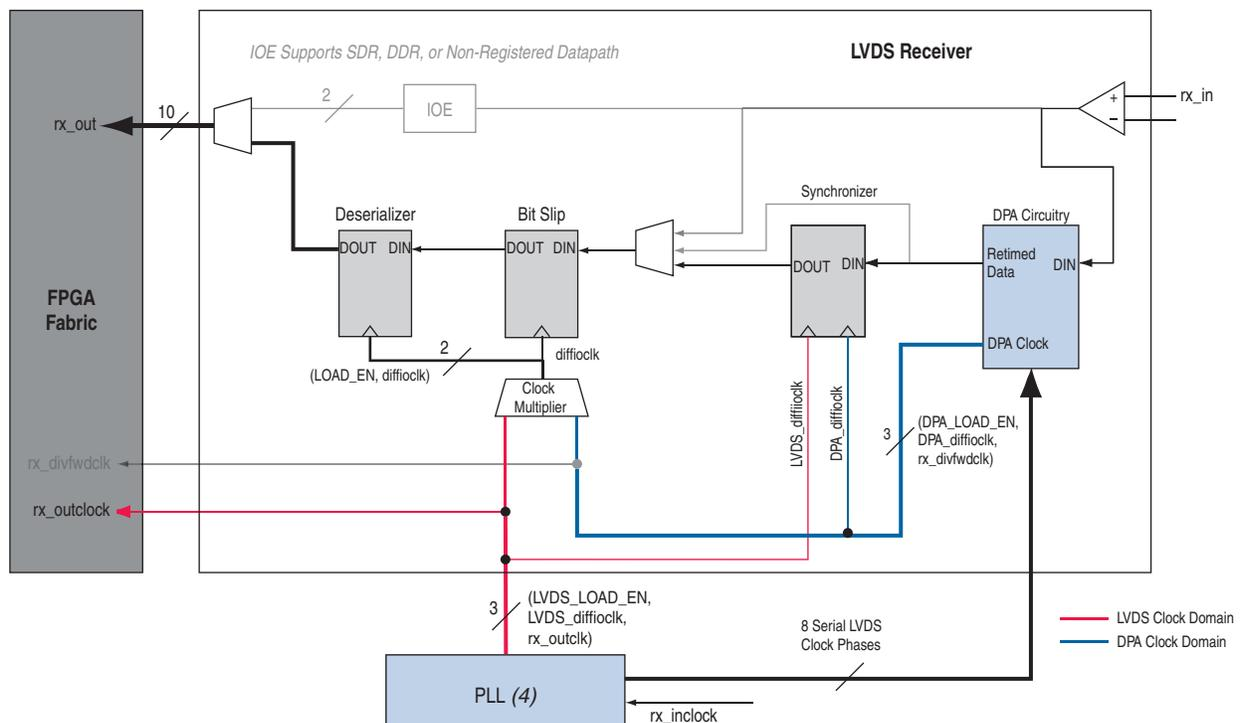 IOE Supports SDR, DDR, or Non-Registered Datapath
LVDS Receiver
2
IOE
+
–
rx_in
10
rx_out
Synchronizer
Deserializer
Bit Slip
DPA Circuitry
DOUT DIN
DOUT DIN
DOUT DIN
Retimed
Data
DIN
FPGA
Fabric
DPA Clock
2
(LOAD_EN, diffioclk)
diffioclk
Clock
Multiplier
LVDS_diffiioclk
DPA_diffioclk
3
(DPA_LOAD_EN,
DPA_diffioclk,
rx_divfwdclk)
rx_divfwdclk
rx_outclock
3
(LVDS_LOAD_EN,
LVDS_diffioclk,
rx_outclk)
8 Serial LVDS
Clock Phases
LVDS Clock Domain
DPA Clock Domain
PLL (4)
rx_inclock